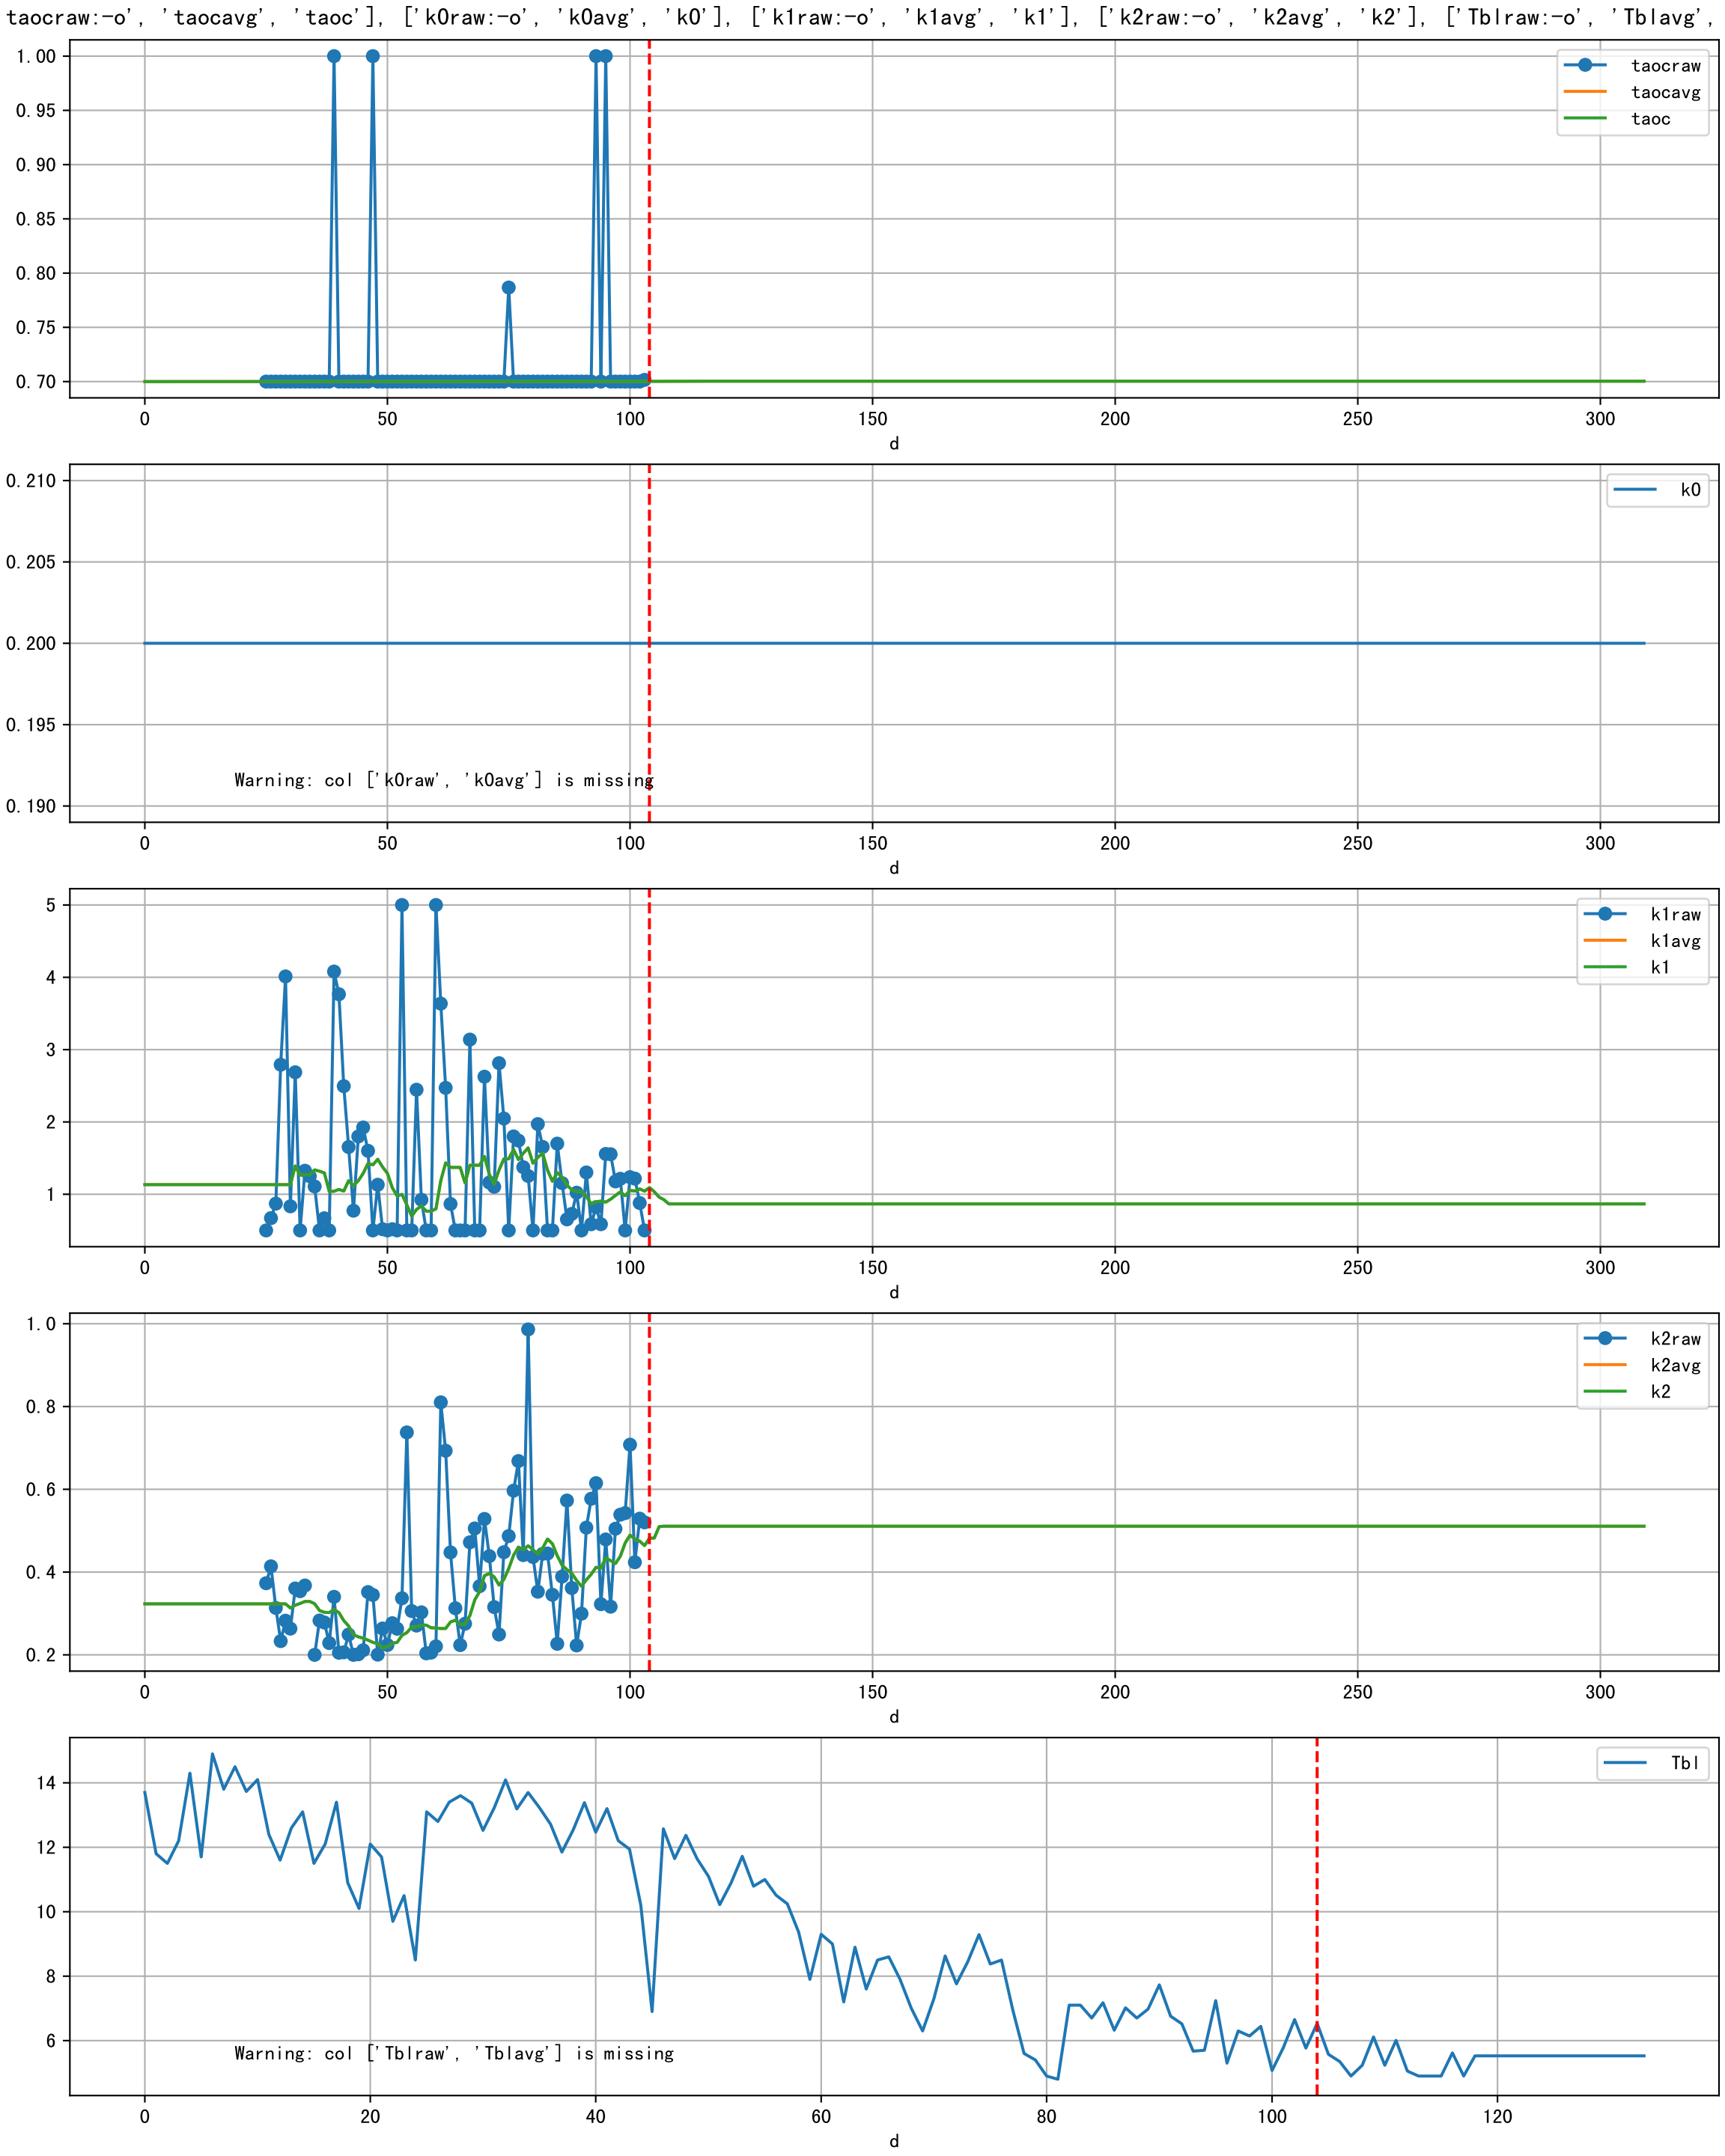 taocraw:-o', 'taocavg', 'taoc'], ['k0raw:-o', 'k0avg', 'k0'], ['k1raw:-o', 'k1avg', 'k1'], ['k2raw:-o', 'k2avg', 'k2'], ['Tblraw:-o', 'Tblavg',
1.00
0.95
0.90
0.85
0.80
0.75
0.70
taocraw
taocavg
taoc
0 50 100 150 200 250 300
d
0.210
0.205
0.200
0.195
0.190
k0
Warning: col ['k0raw', 'k0avg'] is missing
0 50 100 150 200 250 300
d
5
4
3
2
1
k1raw
k1avg
k1
0 50 100 150 200 250 300
d
1.0
0.8
0.6
0.4
0.2
k2raw
k2avg
k2
0 50 100 150 200 250 300
d
14
12
10
8
6
Tbl
Warning: col ['Tblraw', 'Tblavg'] is missing
0 20 40 60 80 100 120
d